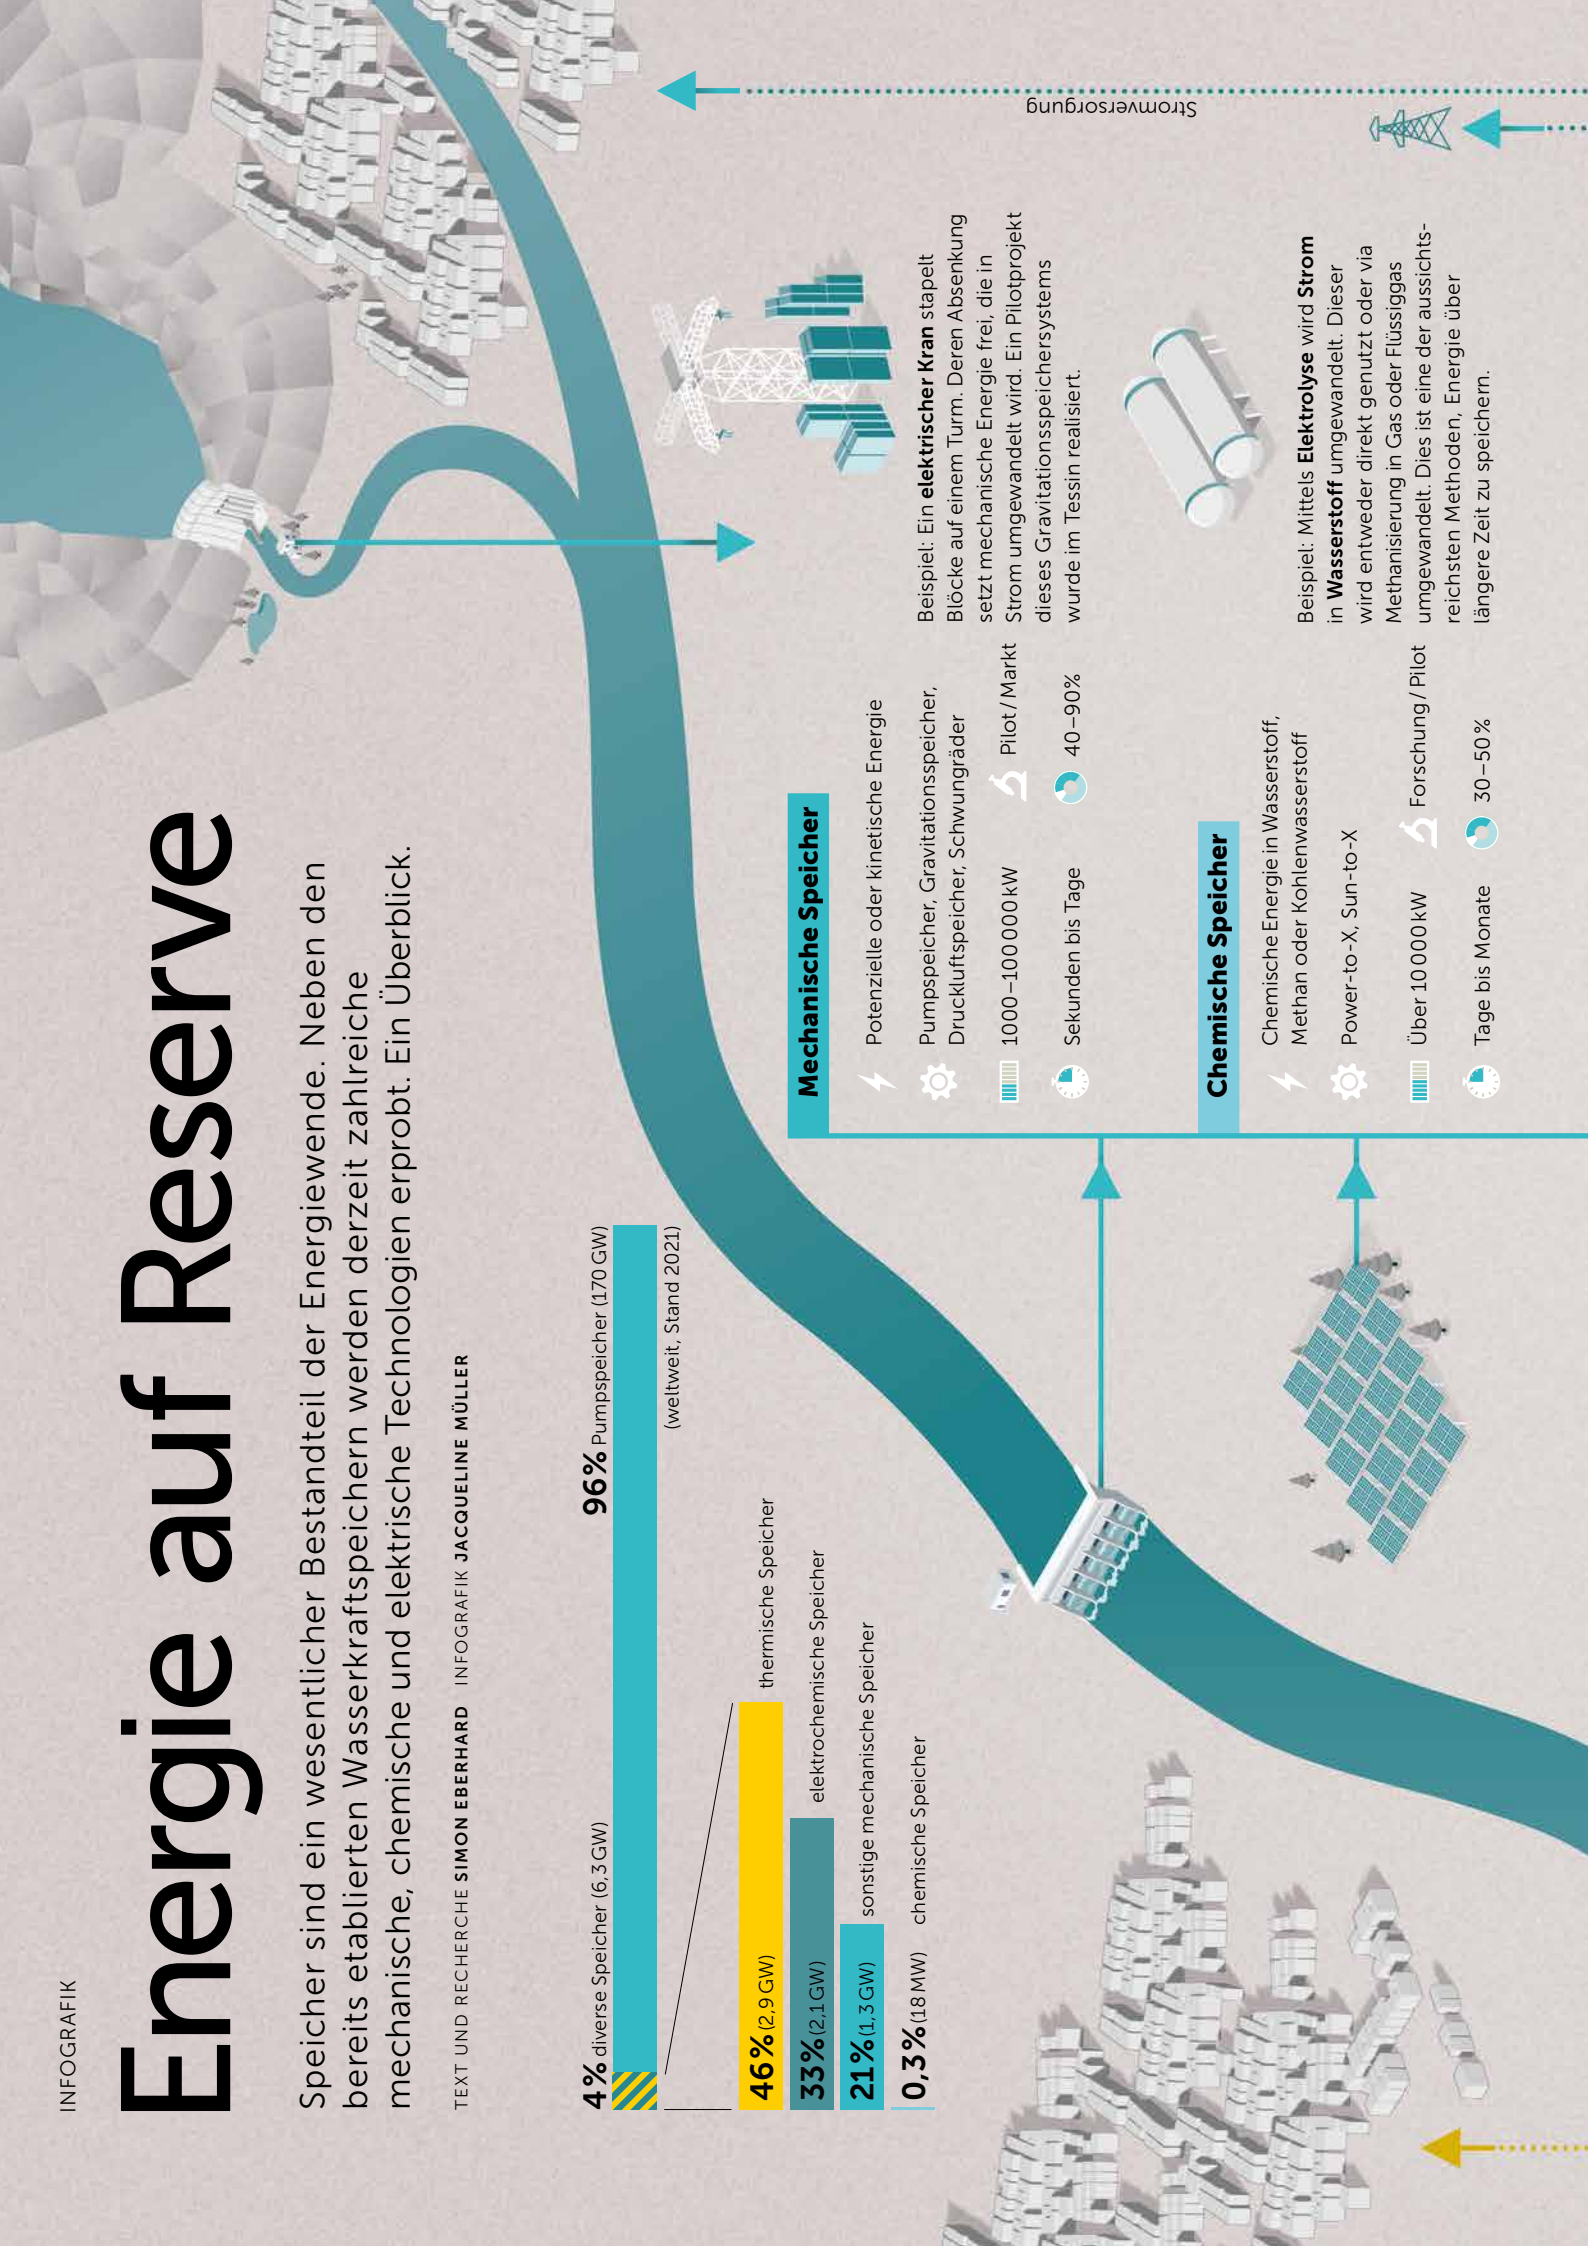 INFOGRAFIK
Energie auf Reserve
Speicher sind ein wesentlicher Bestandteil der Energiewende. Neben den
bereits etablierten Wasserkraftspeichern werden derzeit zahlreiche
mechanische, chemische und elektrische Technologien erprobt. Ein Überblick.
TEXT UND RECHERCHE SIMON EBERHARD INFOGRAFIK JACQUELINE MÜLLER
4% diverse Speicher (6,3 GW)
96% Pumpspeicher (170 GW)
(weltweit, Stand 2021)
46% (2,9 GW) thermische Speicher
33% (2,1 GW) elektrochemische Speicher
21% (1,3 GW) sonstige mechanische Speicher
0,3% (18 MW) chemische Speicher
Mechanische Speicher
Potenzielle oder kinetische Energie
Pumpspeicher, Gravitationsspeicher,
Druckluftspeicher, Schwungräder
1000–100 000 kW
Pilot / Markt
Sekunden bis Tage
40–90%
Beispiel: Ein elektrischer Kran stapelt
Blöcke auf einem Turm. Deren Absenkung
setzt mechanische Energie frei, die in
Strom umgewandelt wird. Ein Pilotprojekt
dieses Gravitationsspeichersystems
wurde im Tessin realisiert.
Chemische Speicher
Chemische Energie in Wasserstoff,
Methan oder Kohlenwasserstoff
Power-to-X, Sun-to-X
Über 10 000 kW
Forschung / Pilot
Tage bis Monate
30–50%
Beispiel: Mittels Elektrolyse wird Strom
in Wasserstoff umgewandelt. Dieser
wird entweder direkt genutzt oder via
Methanisierung in Gas oder Flüssiggas
umgewandelt. Dies ist eine der aussichts-
reichsten Methoden, Energie über
längere Zeit zu speichern.
Stromversorgung